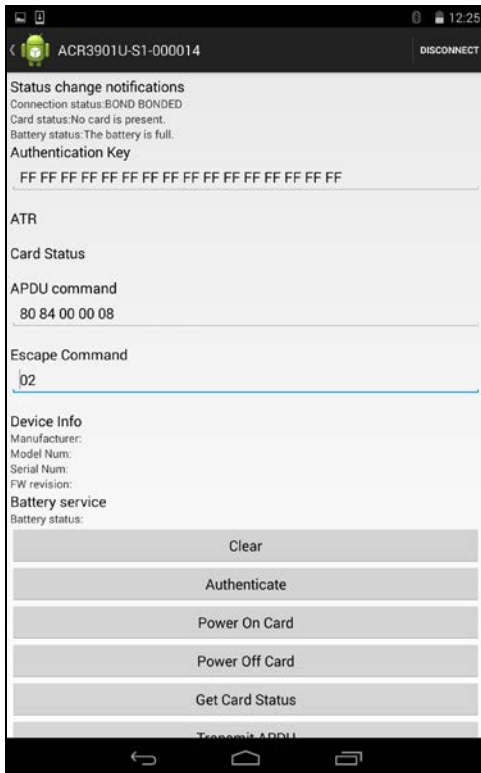 12:25
ACR3901U-S1-000014
DISCONNECT
Status change notifications
Connection status:BOND BONDED
Card status:No card is present.
Battery status:The battery is full.
Authentication Key
FF FF FF FF FF FF FF FF FF FF FF FF FF FF FF FF
ATR
Card Status
APDU command
80 84 00 00 08
Escape Command
02
Device Info
Manufacturer:
Model Num:
Serial Num:
FW revision:
Battery service
Battery status:
Clear
Authenticate
Power On Card
Power Off Card
Get Card Status
Transmit APDU